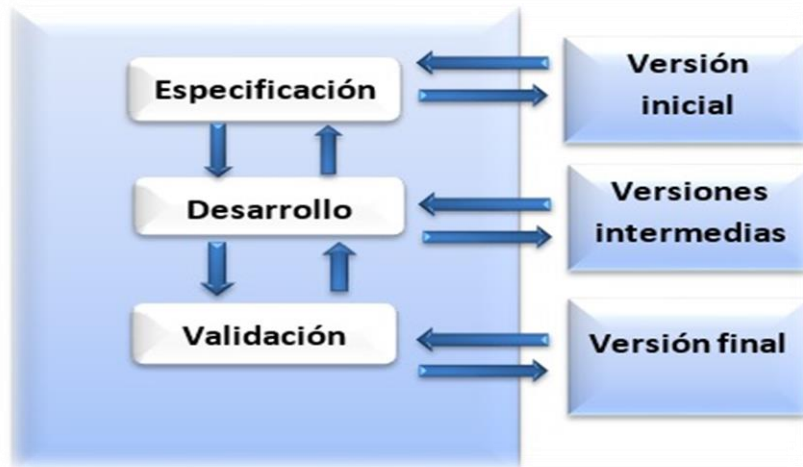 Especificación
Versión
inicial
Desarrollo
Versiones
intermedias
Validación
Versión final